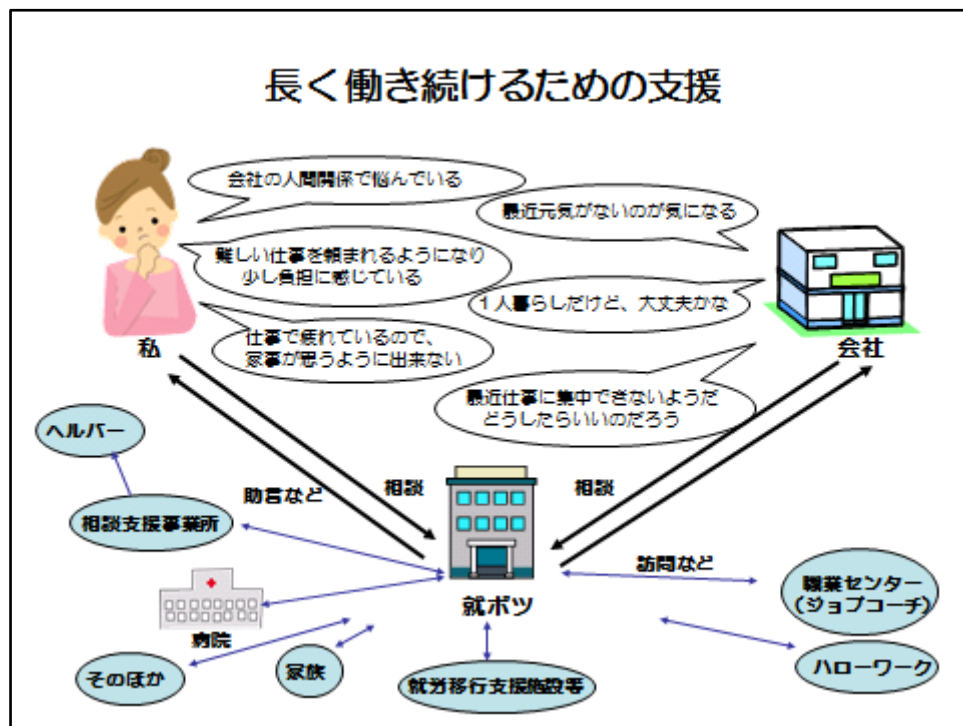 長く働き続けるための支援
会社の人間関係で悩んでいる
最近元気がないのが気になる
難しい仕事を頼まれるようになり
少し負担に感じている
1人暮らしだけど、大丈夫かな
私
仕事で疲れているので、
家事が思うように出来ない
会社
最近仕事に集中できないようだ
どうしたらいいのだろう
ヘルパー
相談
相談
助言など
相談支援事業所
訪問など
職業センター
(ジョブコーチ)
就ポツ
病院
ハローワーク
そのほか
家族
就労移行支援施設等